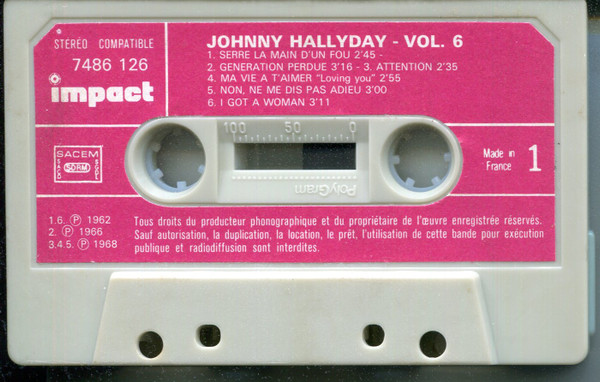 STÉRÉO COMPATIBLE
7486 126
impact
JOHNNY HALLYDAY - VOL. 6
1. SERRE LA MAIN D'UN FOU 2'45 -
2. GENERATION PERDUE 3'16 - 3. ATTENTION 2'35
4. MA VIE A T'AIMER "Loving you" 2'55
5. NON, NE ME DIS PAS ADIEU 3'00
6. I GOT A WOMAN 3'11
100 50 0
PolyGram
SACEM
Made in
France
1
1.6. Ⓟ 1962
2. Ⓟ 1966
3.4.5. Ⓟ 1968
Tous droits du producteur phonographique et du propriétaire de l'œuvre enregistrée réservés.
Sauf autorisation, la duplication, la location, le prêt, l'utilisation de cette bande pour exécution
publique et radiodiffusion sont interdites.